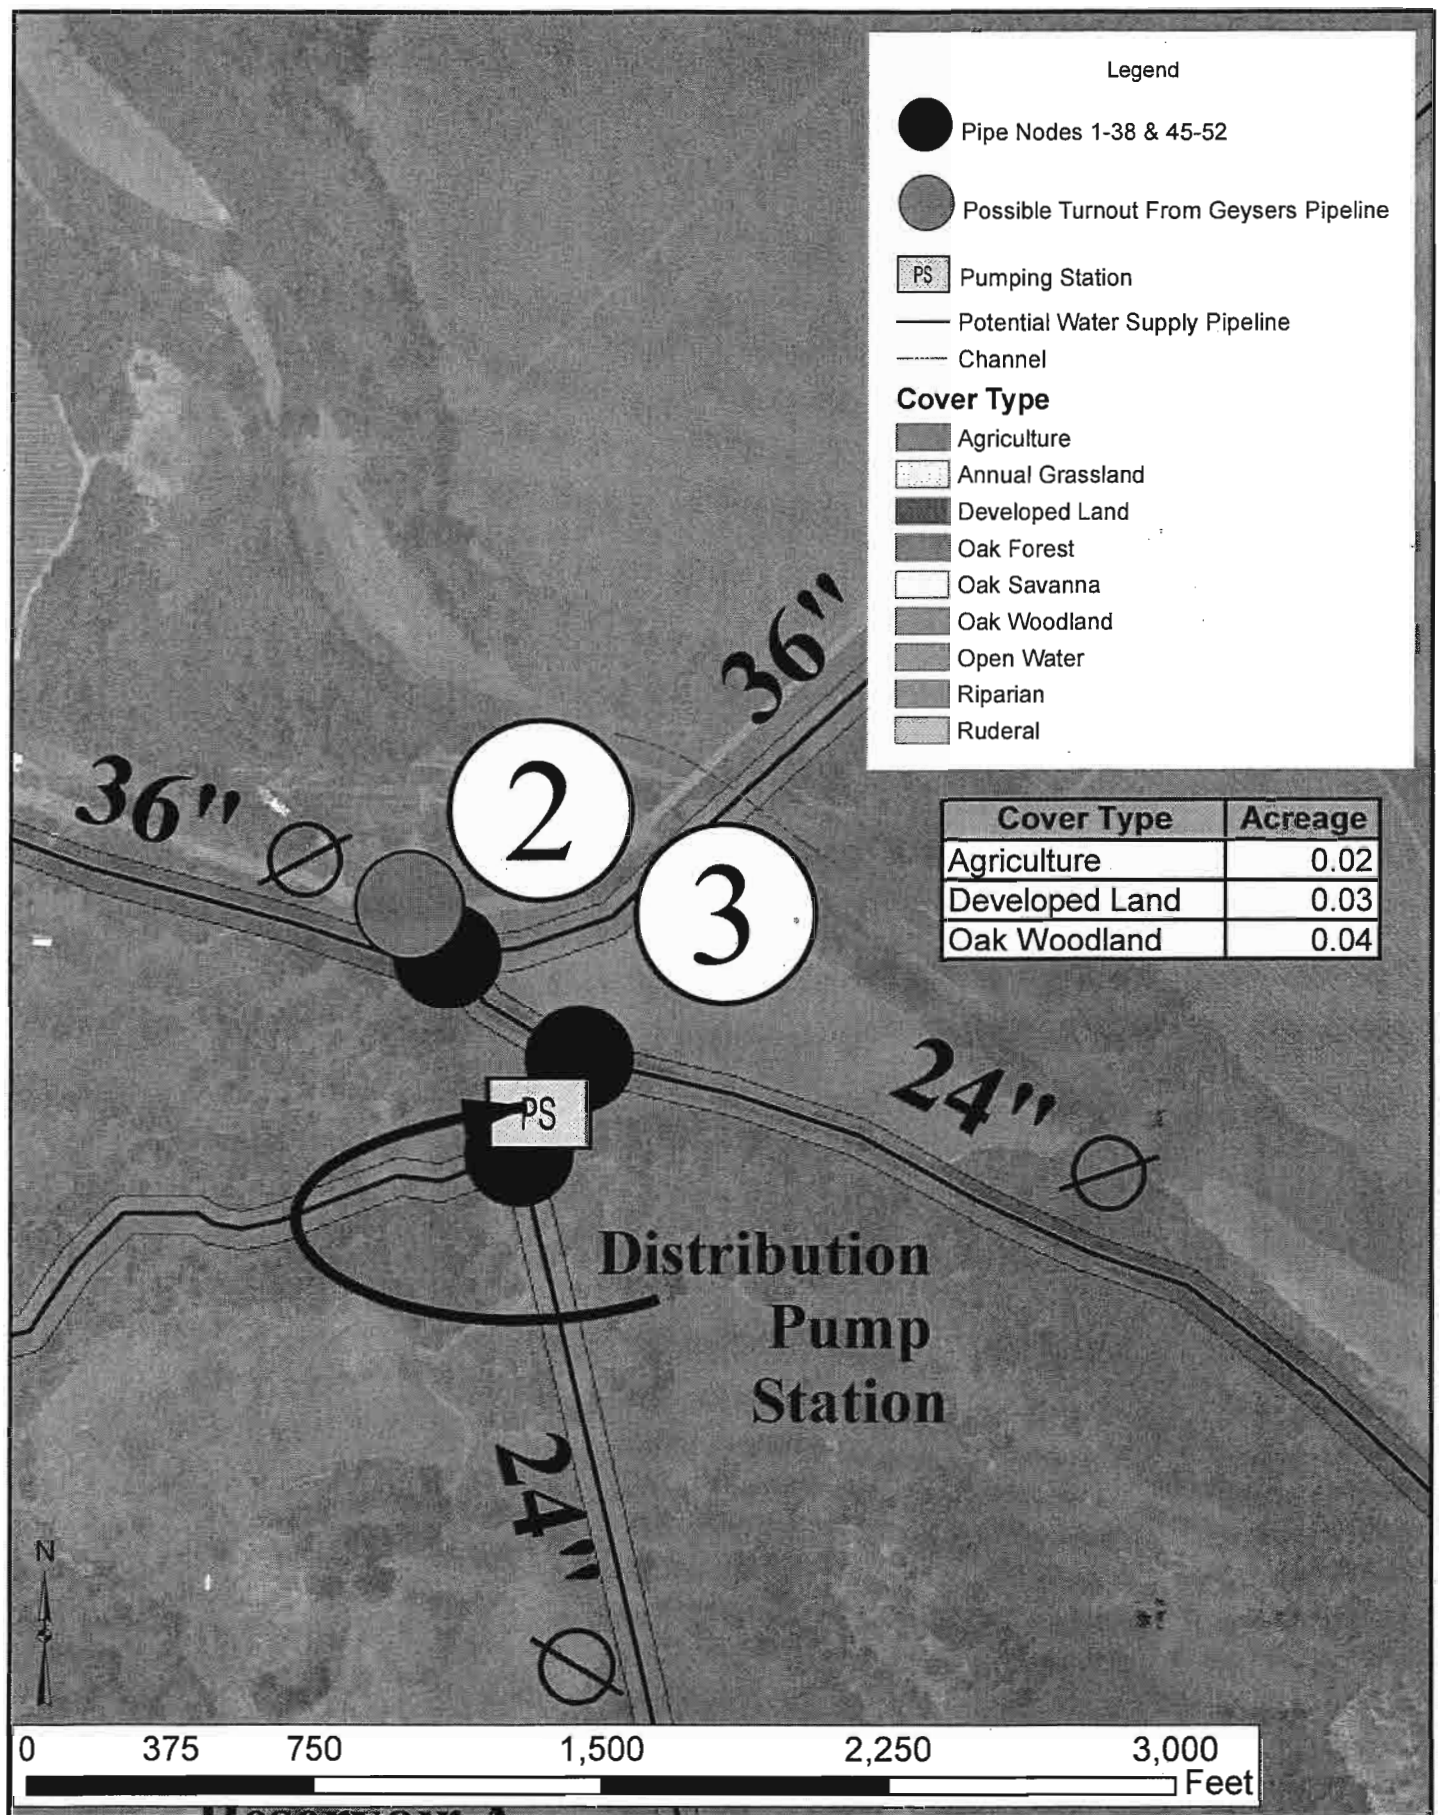 Legend
Pipe Nodes 1-38 & 45-52
Possible Turnout From Geysers Pipeline
PS Pumping Station
Potential Water Supply Pipeline
Channel
Cover Type
Agriculture
Annual Grassland
Developed Land
Oak Forest
Oak Savanna
Oak Woodland
Open Water
Riparian
Ruderal
36"
36" Ø
2
3
Cover Type Acreage
Agriculture 0.02
Developed Land 0.03
Oak Woodland 0.04
24" Ø
PS
Distribution
Pump
Station
24" Ø
N
0 375 750 1,500 2,250 3,000
Feet